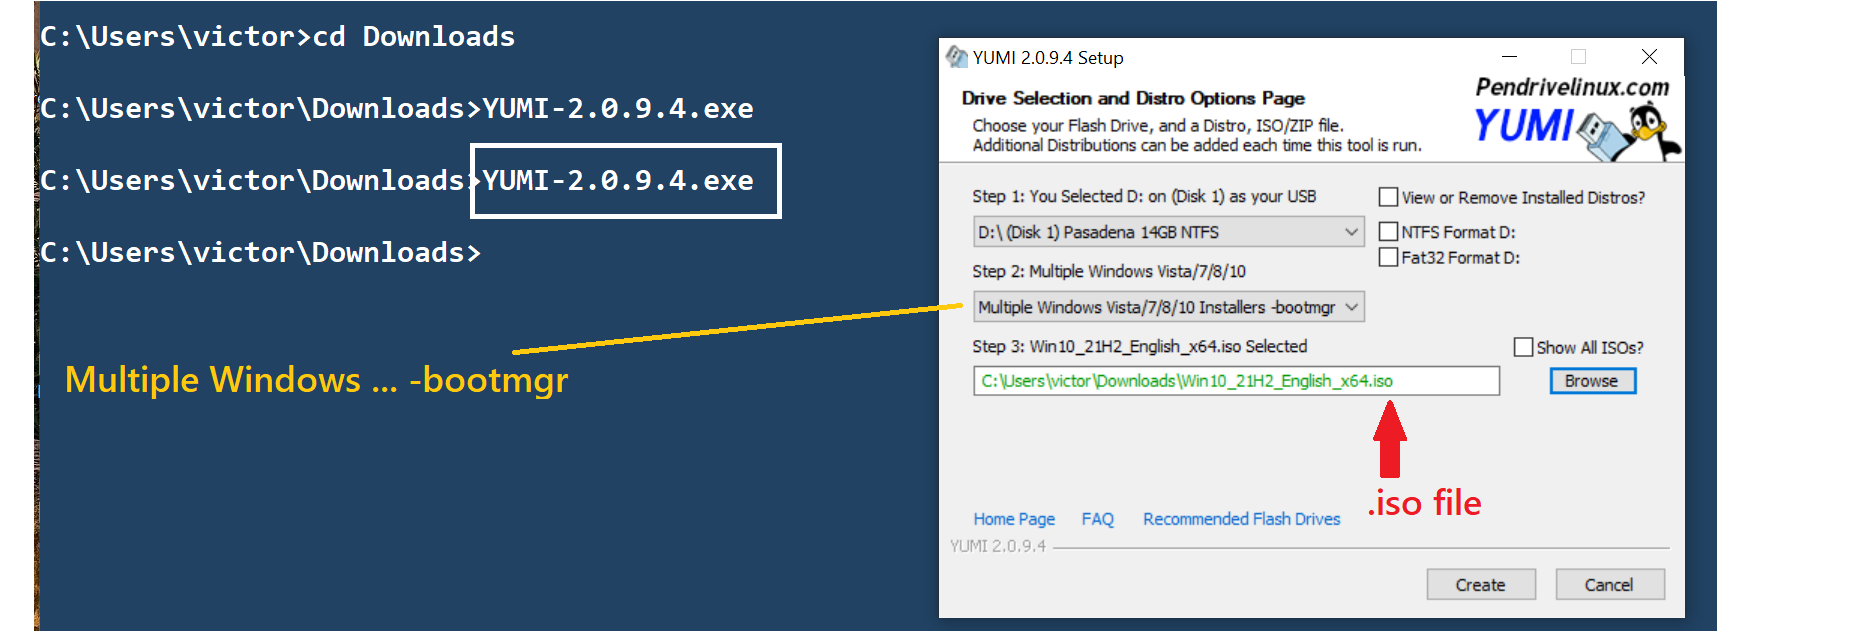 C:\Users\victor>cd Downloads
C:\Users\victor\Downloads>YUMI-2.0.9.4.exe
C:\Users\victor\Downloads>YUMI-2.0.9.4.exe
C:\Users\victor\Downloads>
Multiple Windows ... -bootmgr
YUMI 2.0.9.4 Setup
Drive Selection and Distro Options Page
Choose your Flash Drive, and a Distro, ISO/ZIP file.
Additional Distributions can be added each time this tool is run.
Pendrivelinux.com
YUMI
Step 1: You Selected D: on (Disk 1) as your USB
View or Remove Installed Distros?
D:\ (Disk 1) Pasadena 14GB NTFS
NTFS Format D:
Fat32 Format D:
Step 2: Multiple Windows Vista/7/8/10
Multiple Windows Vista/7/8/10 Installers -bootmgr
Step 3: Win10_21H2_English_x64.iso Selected
Show All ISOs?
C:\Users\victor\Downloads\Win10_21H2_English_x64.iso
Browse
.iso file
Home Page FAQ Recommended Flash Drives
YUMI 2.0.9.4
Create Cancel